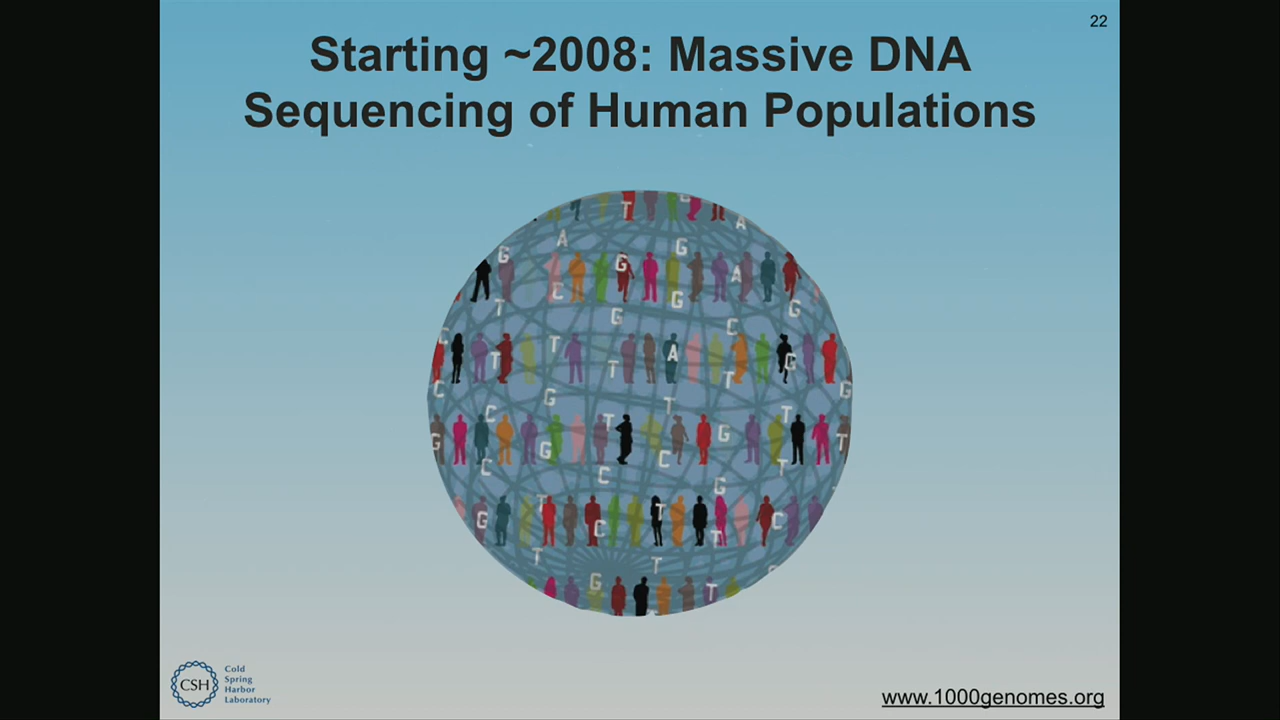 22
Starting ~2008: Massive DNA
Sequencing of Human Populations
T
A
A
G
G
G
G
A
C
G
T
G
G
C
C
T
A
T
G
T
T
C
G
G
T
C
T
T
G
G
T
G
T
C
C
T
C
G
T
T
G
C
C
T
T
T
G
T
CSH
Cold
Spring
Harbor
Laboratory
www.1000genomes.org